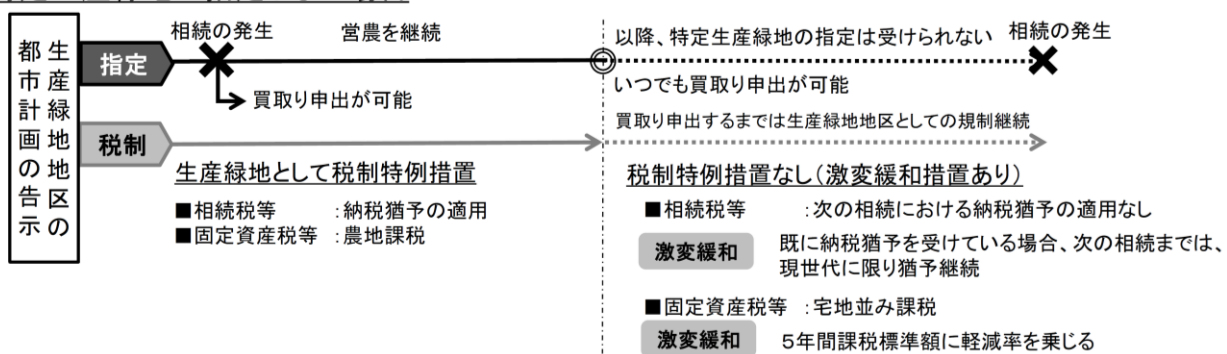 生産緑地地区の
都市計画の告示
指定
相続の発生
営農を継続
買取り申出が可能
以降、特定生産緑地の指定は受けられない
相続の発生
いつでも買取り申出が可能
税制
買取り申出するまでは生産緑地地区としての規制継続
生産緑地として税制特例措置
■相続税等　：納税猶予の適用
■固定資産税等：農地課税
税制特例措置なし（激変緩和措置あり）
■相続税等　：次の相続における納税猶予の適用なし
激変緩和　既に納税猶予を受けている場合、次の相続までは、
現世代に限り猶予継続
■固定資産税等　：宅地並み課税
激変緩和　５年間課税標準額に軽減率を乗じる